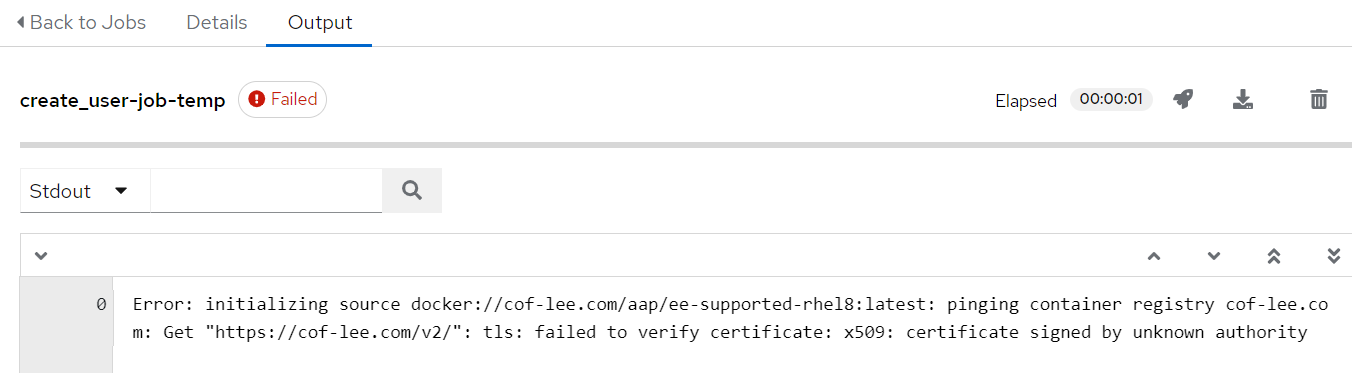 Back to Jobs Details Output
create_user-job-temp Failed Elapsed 00:00:01
Stdout
0 Error: initializing source docker://cof-lee.com/aap/ee-supported-rhel8:latest: pinging container registry cof-lee.co
m: Get "https://cof-lee.com/v2/": tls: failed to verify certificate: x509: certificate signed by unknown authority